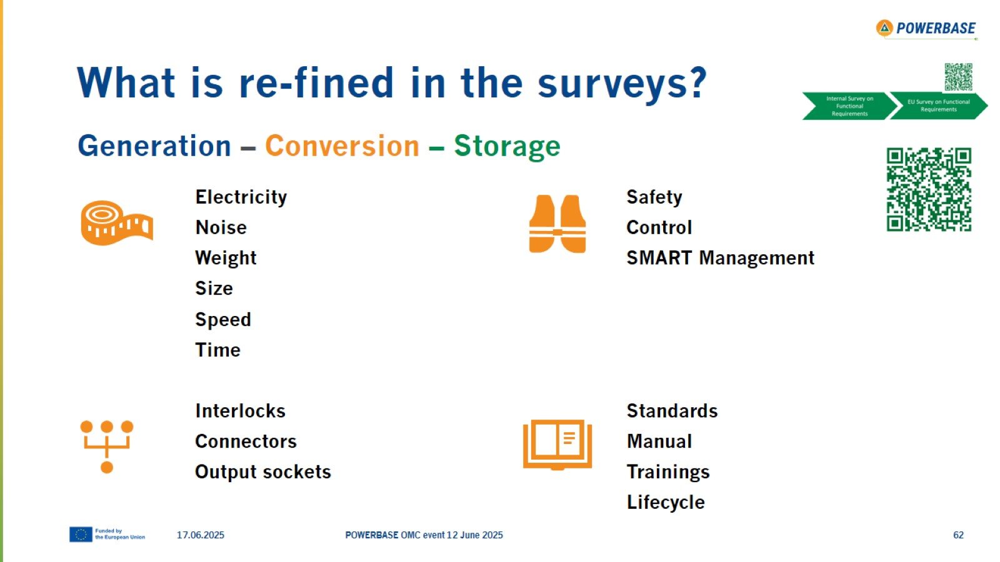 POWERBASE
What is re-fined in the surveys?
Internal Survey on
Functional
Requirements
EU Survey on Functional
Requirements
Generation – Conversion – Storage
Electricity
Noise
Weight
Size
Speed
Time
Safety
Control
SMART Management
Interlocks
Connectors
Output sockets
Standards
Manual
Trainings
Lifecycle
Funded by
the European Union
17.06.2025
POWERBASE OMC event 12 June 2025
62